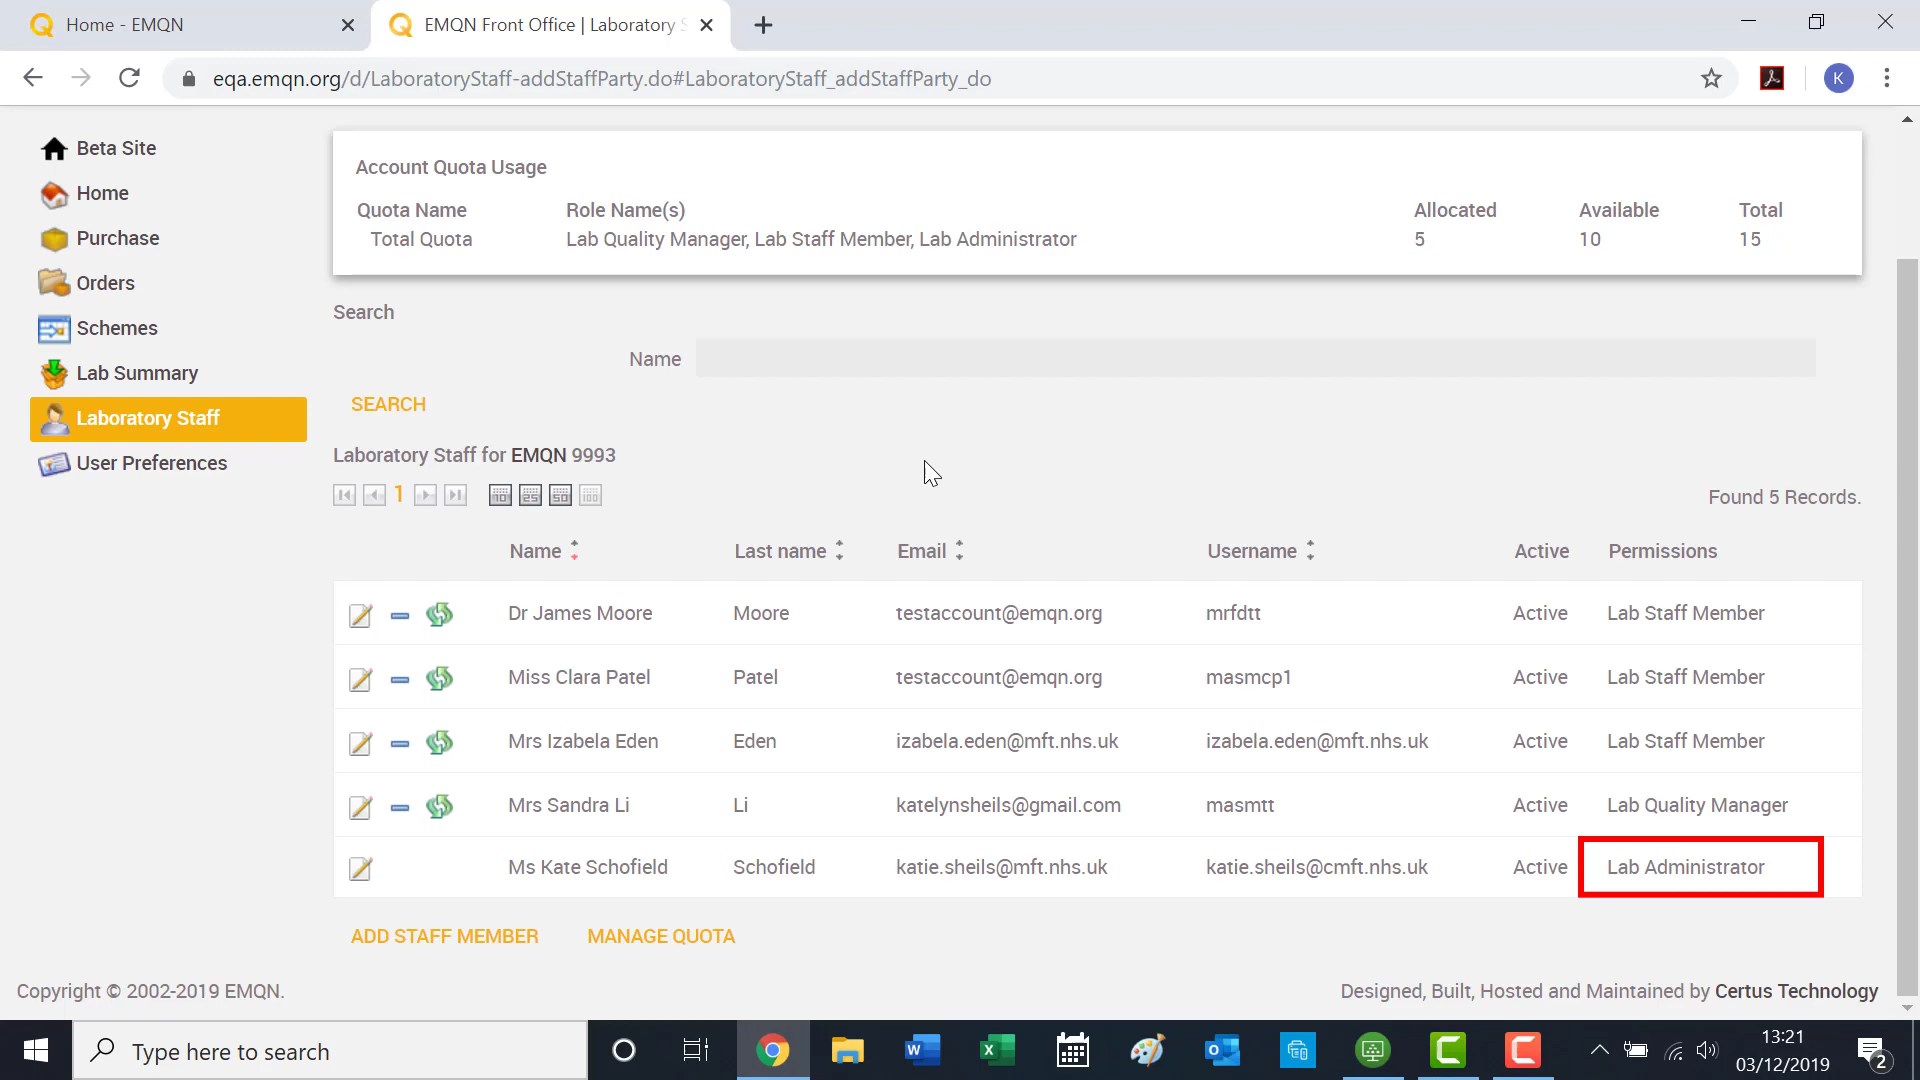 Home - EMQN
EMQN Front Office | Laboratory S
eqa.emqn.org/d/LaboratoryStaff-addStaffParty.do#LaboratoryStaff_addStaffParty_do
K
Beta Site
Home
Purchase
Orders
Schemes
Lab Summary
Laboratory Staff
User Preferences
Account Quota Usage
Quota Name Role Name(s) Allocated Available Total
Total Quota Lab Quality Manager, Lab Staff Member, Lab Administrator 5 10 15
Search
Name
SEARCH
Laboratory Staff for EMQN 9993
1 10 25 50 100
Found 5 Records.
Name Last name Email Username Active Permissions
Dr James Moore Moore testaccount@emqn.org mrfdtt Active Lab Staff Member
Miss Clara Patel Patel testaccount@emqn.org masmcp1 Active Lab Staff Member
Mrs Izabela Eden Eden izabela.eden@mft.nhs.uk izabela.eden@mft.nhs.uk Active Lab Staff Member
Mrs Sandra Li Li katelynsheils@gmail.com masmtt Active Lab Quality Manager
Ms Kate Schofield Schofield katie.sheils@mft.nhs.uk katie.sheils@cmft.nhs.uk Active Lab Administrator
ADD STAFF MEMBER MANAGE QUOTA
Copyright © 2002-2019 EMQN. Designed, Built, Hosted and Maintained by Certus Technology
Type here to search
13:21
03/12/2019
2